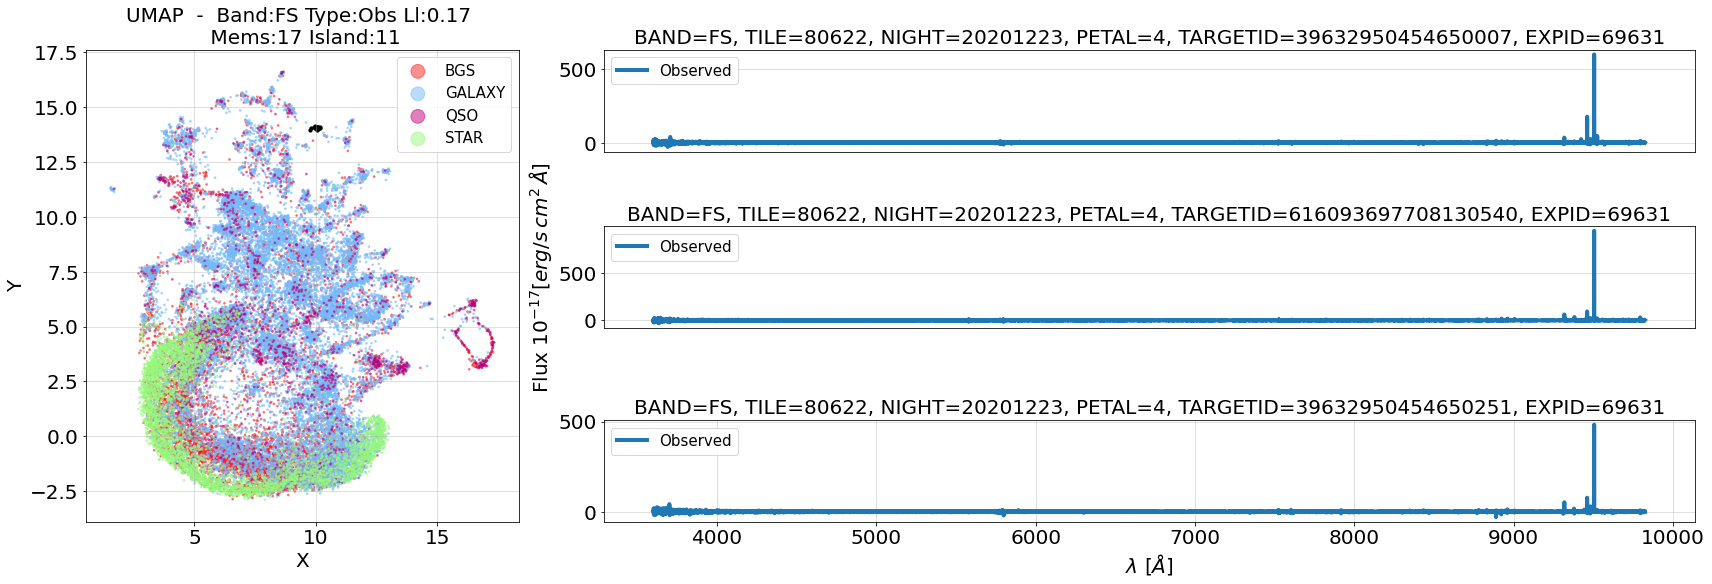 UMAP - Band:FS Type:Obs Ll:0.17
Mems:17 Island:11
17.5
15.0
12.5
10.0
7.5
5.0
2.5
0.0
−2.5
Y
5
10
15
X
BGS
GALAXY
QSO
STAR
Flux 10^{-17}[erg/s cm^2 Å]
BAND=FS, TILE=80622, NIGHT=20201223, PETAL=4, TARGETID=39632950454650007, EXPID=69631
500
0
Observed
BAND=FS, TILE=80622, NIGHT=20201223, PETAL=4, TARGETID=616093697708130540, EXPID=69631
500
0
Observed
BAND=FS, TILE=80622, NIGHT=20201223, PETAL=4, TARGETID=39632950454650251, EXPID=69631
500
0
Observed
4000
5000
6000
7000
8000
9000
10000
λ [Å]